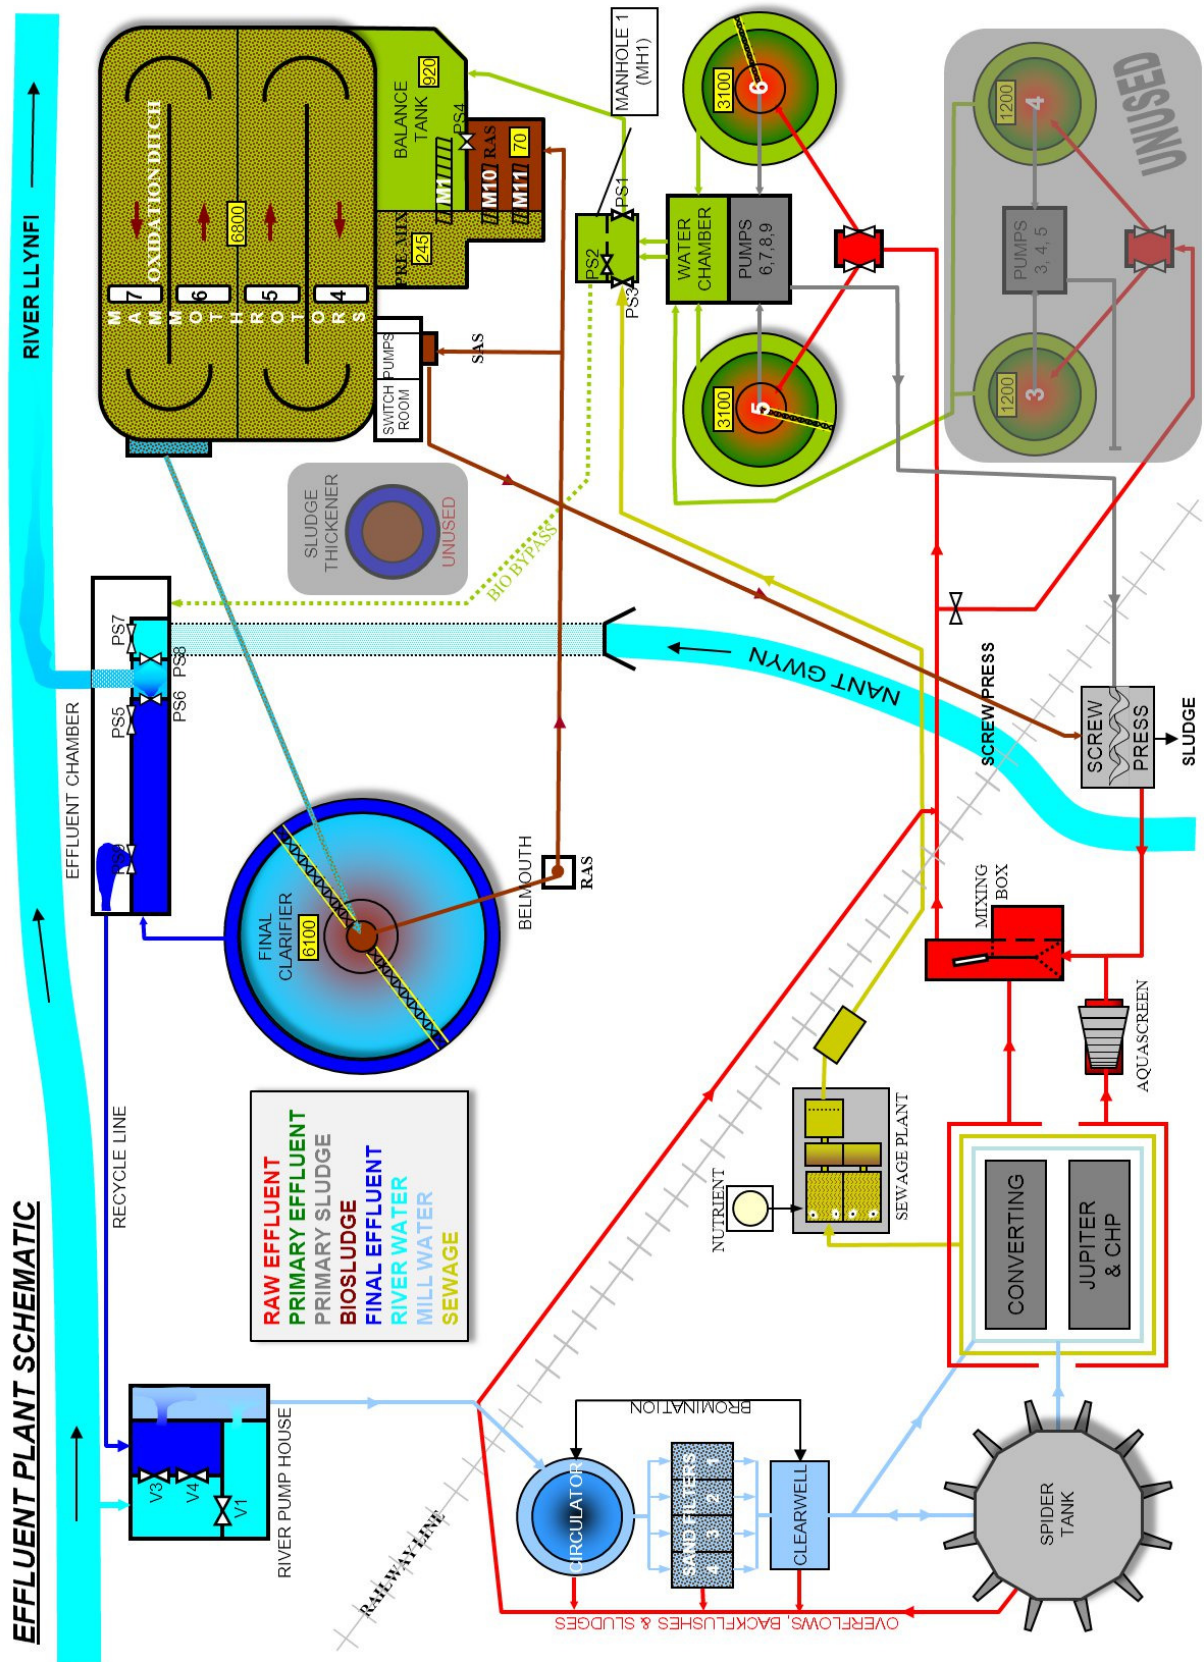 EFFLUENT PLANT SCHEMATIC
RIVER LLYNFI
RECYCLE LINE
EFFLUENT CHAMBER
PS5
PS7
PS6
PS8
V3
V4
V1
RIVER PUMP HOUSE
RAW EFFLUENT
PRIMARY EFFLUENT
PRIMARY SLUDGE
BIOSLUDGE
FINAL EFFLUENT
RIVER WATER
MILL WATER
SEWAGE
FINAL
CLARIFIER
6100
BELMOUTH
RAS
SLUDGE
THICKENER
UNUSED
BIO BYPASS
MAMMOTH ROTORS
7
6
5
4
OXIDATION DITCH
6800
SWITCH
ROOM
PUMPS
SAS
PRE MIX
245
BALANCE
TANK
920
PS4
M1
M10
M11
RAS
70
MANHOLE 1
(MH1)
PS1
PS2
PS3
WATER
CHAMBER
PUMPS
6,7,8,9
3100
5
3100
6
PUMPS
3, 4, 5
1200
3
1200
4
UNUSED
NANT GWYN
SCREW PRESS
SCREW
PRESS
SLUDGE
MIXING
BOX
AQUASCREEN
NUTRIENT
SEWAGE PLANT
CONVERTING
JUPITER
& CHP
RAILWAY LINE
BROMINATION
CIRCULATOR
SAND FILTERS
4
3
2
1
CLEARWELL
SPIDER
TANK
OVERFLOWS, BACKFLUSHES & SLUDGES